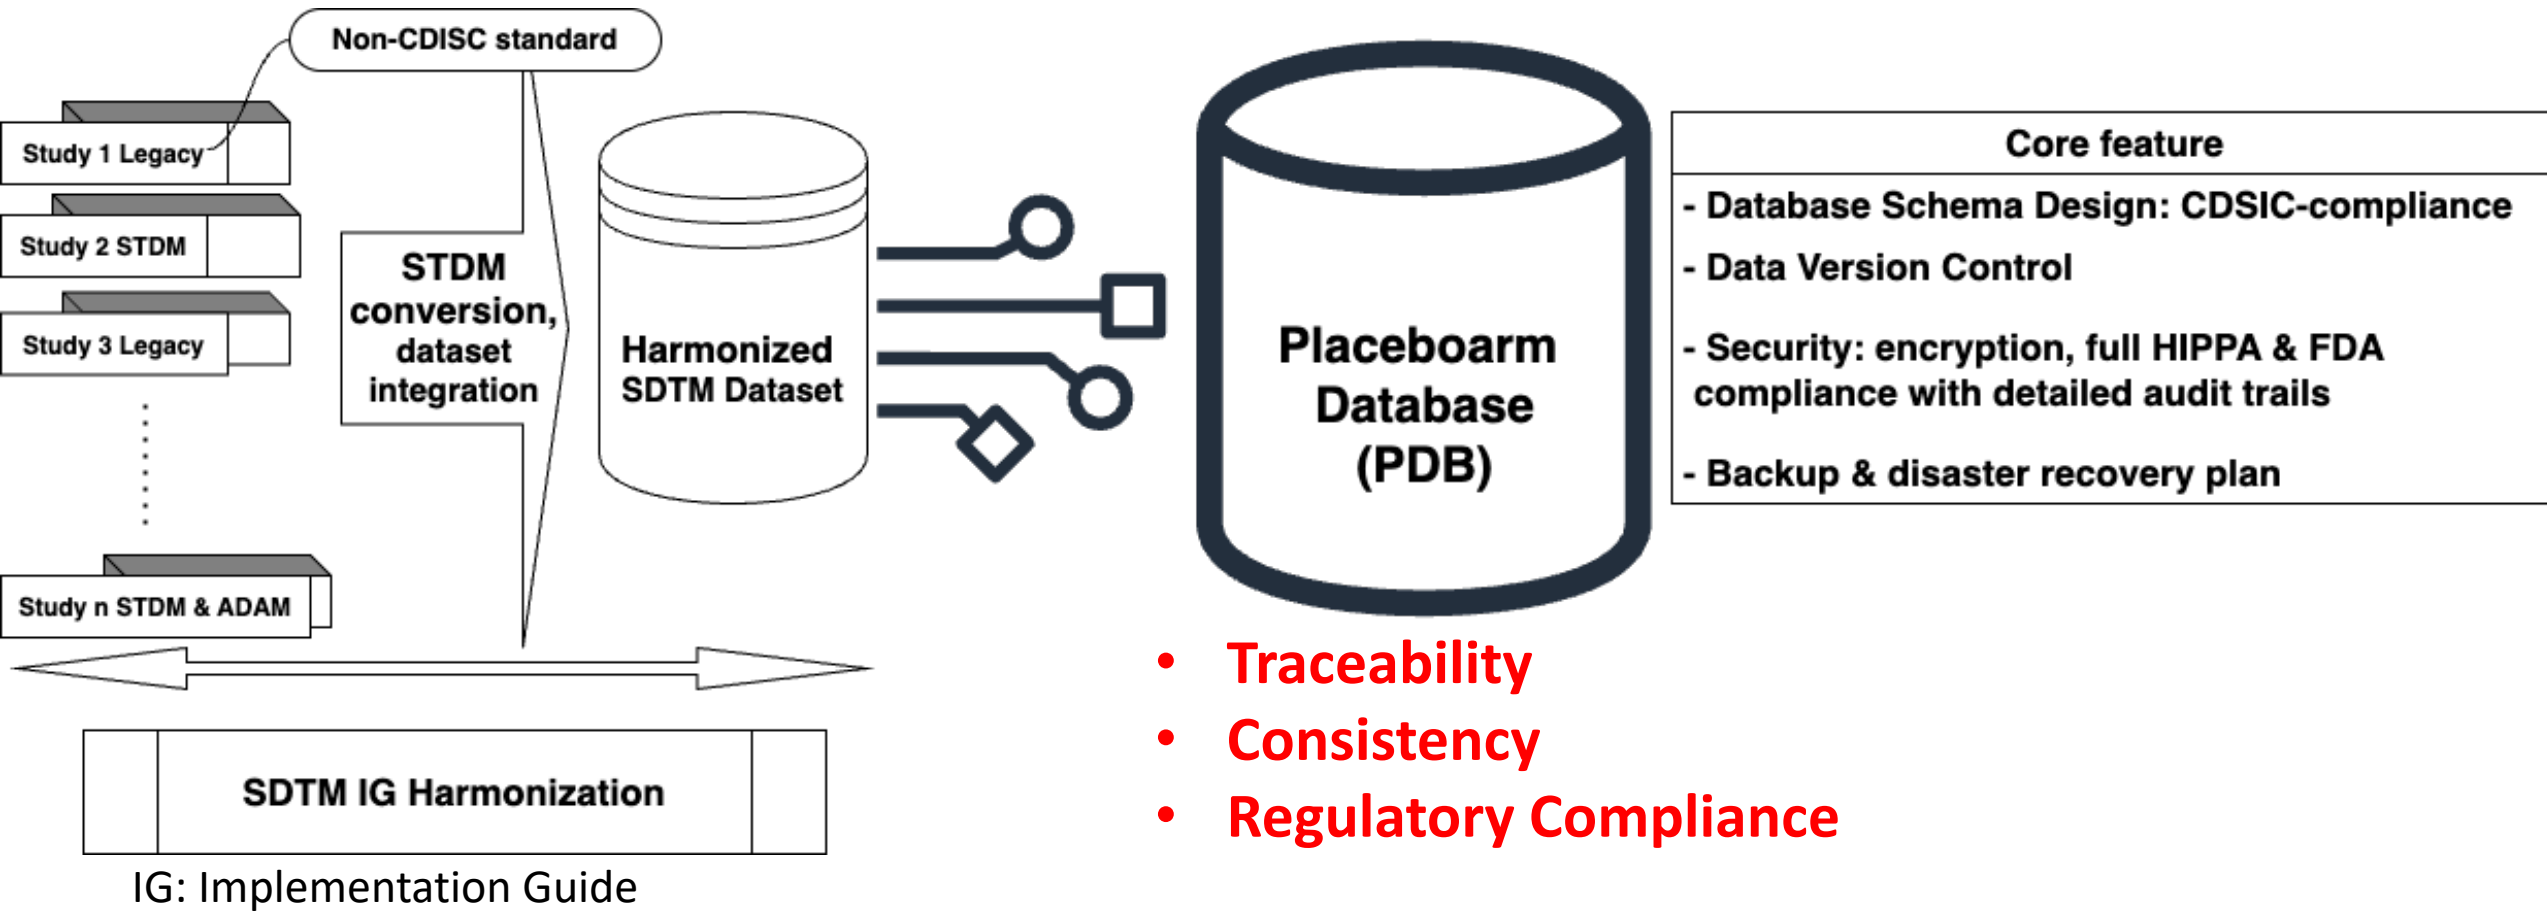 Non-CDISC standard
Study 1 Legacy
Study 2 STDM
Study 3 Legacy
Study n STDM & ADAM
STDM
conversion,
dataset
integration
Harmonized
SDTM Dataset
Placeboarm
Database
(PDB)
Core feature
- Database Schema Design: CDSIC-compliance
- Data Version Control
- Security: encryption, full HIPPA & FDA
compliance with detailed audit trails
- Backup & disaster recovery plan
• Traceability
• Consistency
• Regulatory Compliance
SDTM IG Harmonization
IG: Implementation Guide